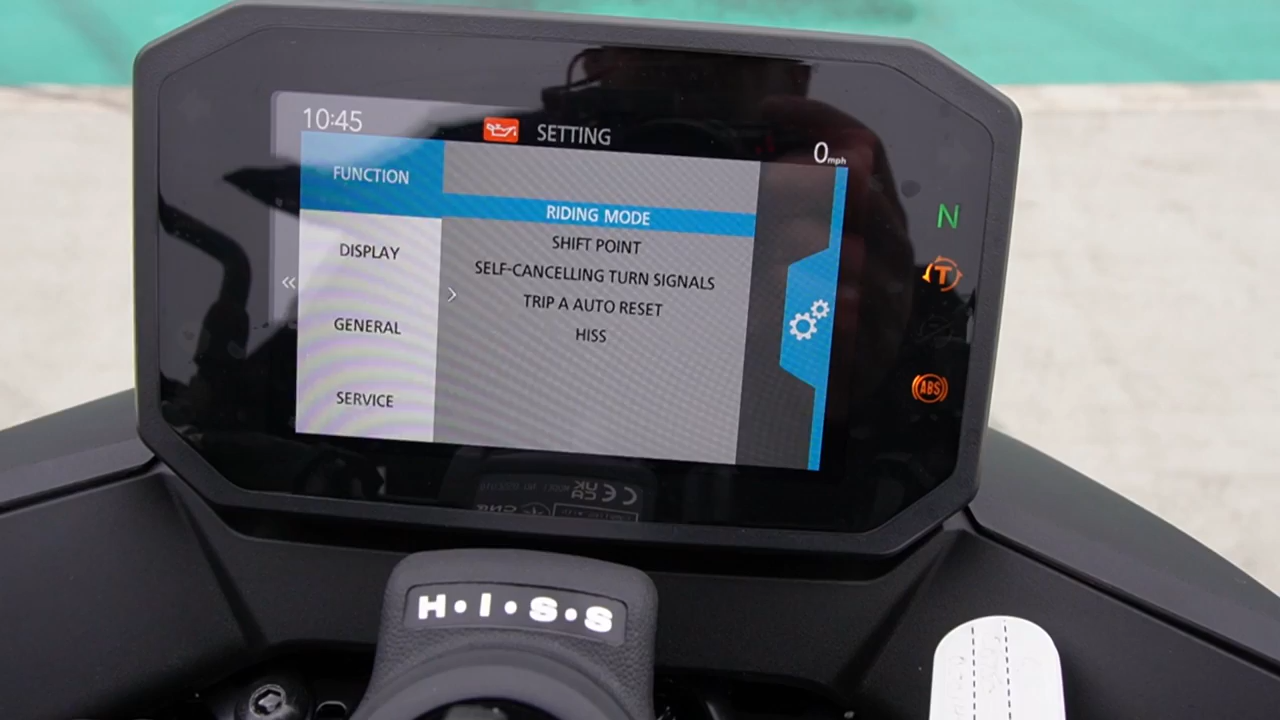 10:45
SETTING
0 mph
FUNCTION
DISPLAY
GENERAL
SERVICE
RIDING MODE
SHIFT POINT
SELF-CANCELLING TURN SIGNALS
TRIP A AUTO RESET
HISS
N
T
ABS
H·I·S·S